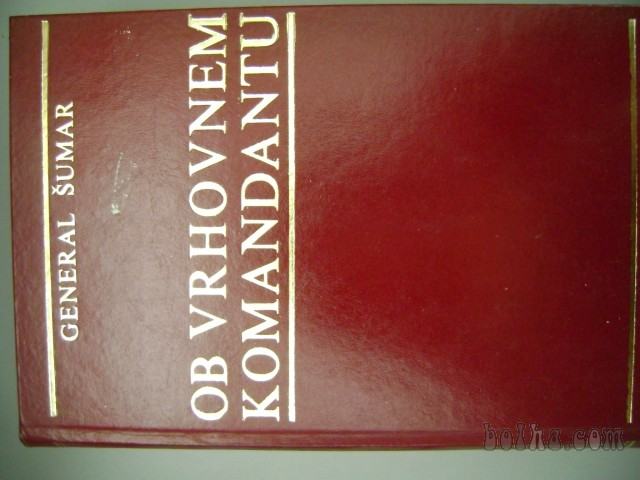 GENERAL ŠUMAR
OB VRHOVNEM
KOMANDANTU
bolha.com